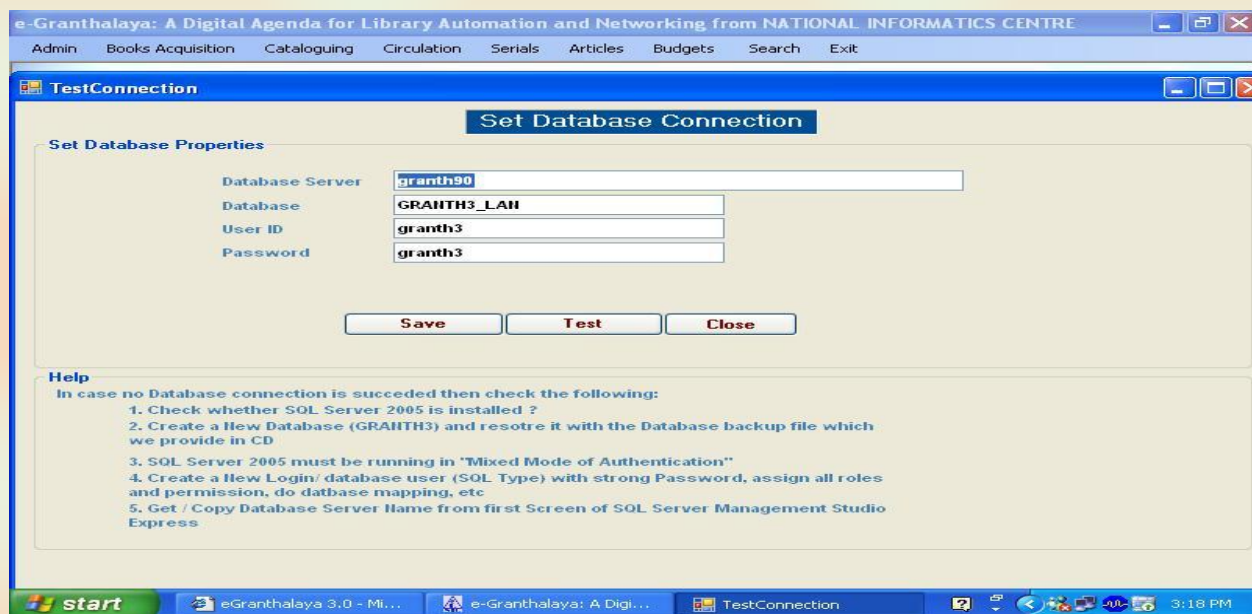 e-Granthalaya: A Digital Agenda for Library Automation and Networking from NATIONAL INFORMATICS CENTRE
Admin Books Acquisition Cataloguing Circulation Serials Articles Budgets Search Exit
TestConnection
Set Database Connection
Set Database Properties
Database Server granth90
Database GRANTH3_LAN
User ID granth3
Password granth3
Save Test Close
Help
In case no Database connection is succeded then check the following:
1. Check whether SQL Server 2005 is installed ?
2. Create a New Database (GRANTH3) and resotre it with the Database backup file which
we provide in CD
3. SQL Server 2005 must be running in "Mixed Mode of Authentication"
4. Create a New Login/ database user (SQL Type) with strong Password, assign all roles
and permission, do datbase mapping, etc
5. Get / Copy Database Server Name from first Screen of SQL Server Management Studio
Express
start eGranthalaya 3.0 - Mi... e-Granthalaya: A Digi... TestConnection 3:18 PM